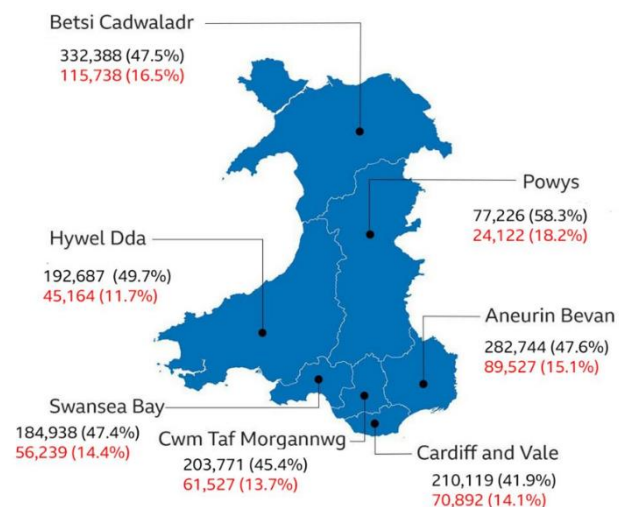 Betsi Cadwaladr
332,388 (47.5%)
115,738 (16.5%)
Powys
77,226 (58.3%)
24,122 (18.2%)
Hywel Dda
192,687 (49.7%)
45,164 (11.7%)
Aneurin Bevan
282,744 (47.6%)
89,527 (15.1%)
Swansea Bay
184,938 (47.4%)
56,239 (14.4%)
Cwm Taf Morgannwg
203,771 (45.4%)
61,527 (13.7%)
Cardiff and Vale
210,119 (41.9%)
70,892 (14.1%)